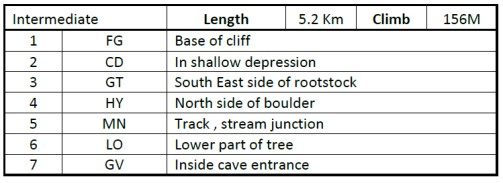 Intermediate Length 5.2 Km Climb 156M
1 FG Base of cliff
2 CD In shallow depression
3 GT South East side of rootstock
4 HY North side of boulder
5 MN Track , stream junction
6 LO Lower part of tree
7 GV Inside cave entrance